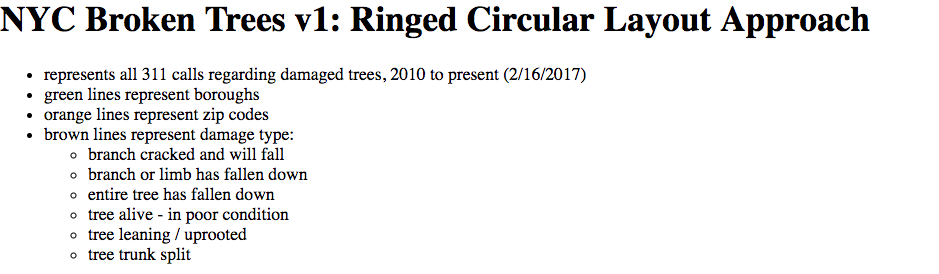 NYC Broken Trees v1: Ringed Circular Layout Approach
represents all 311 calls regarding damaged trees, 2010 to present (2/16/2017)
green lines represent boroughs
orange lines represent zip codes
brown lines represent damage type:
branch cracked and will fall
branch or limb has fallen down
entire tree has fallen down
tree alive - in poor condition
tree leaning / uprooted
tree trunk split